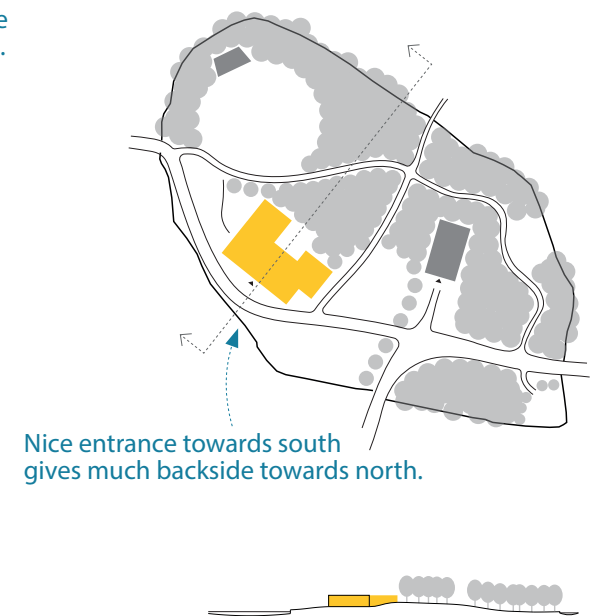 e
.
Nice entrance towards south
gives much backside towards north.